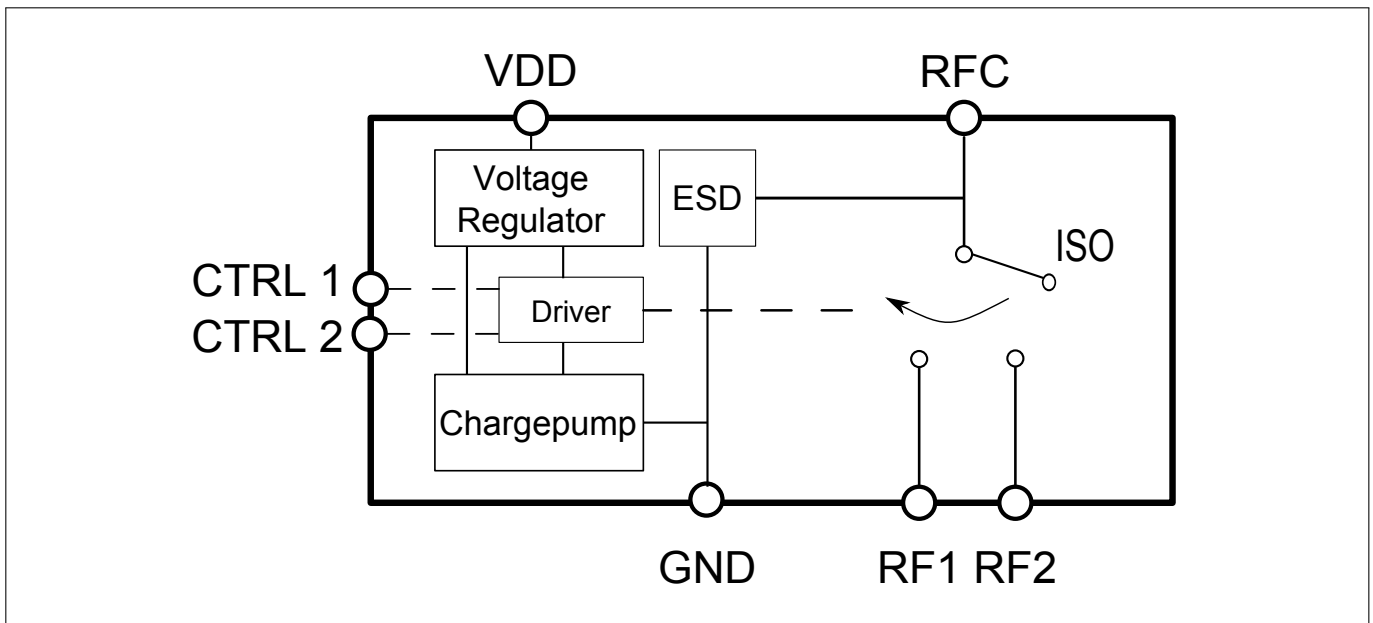 VDD
RFC
Voltage
Regulator
ESD
ISO
CTRL 1
CTRL 2
Driver
Chargepump
GND
RF1
RF2